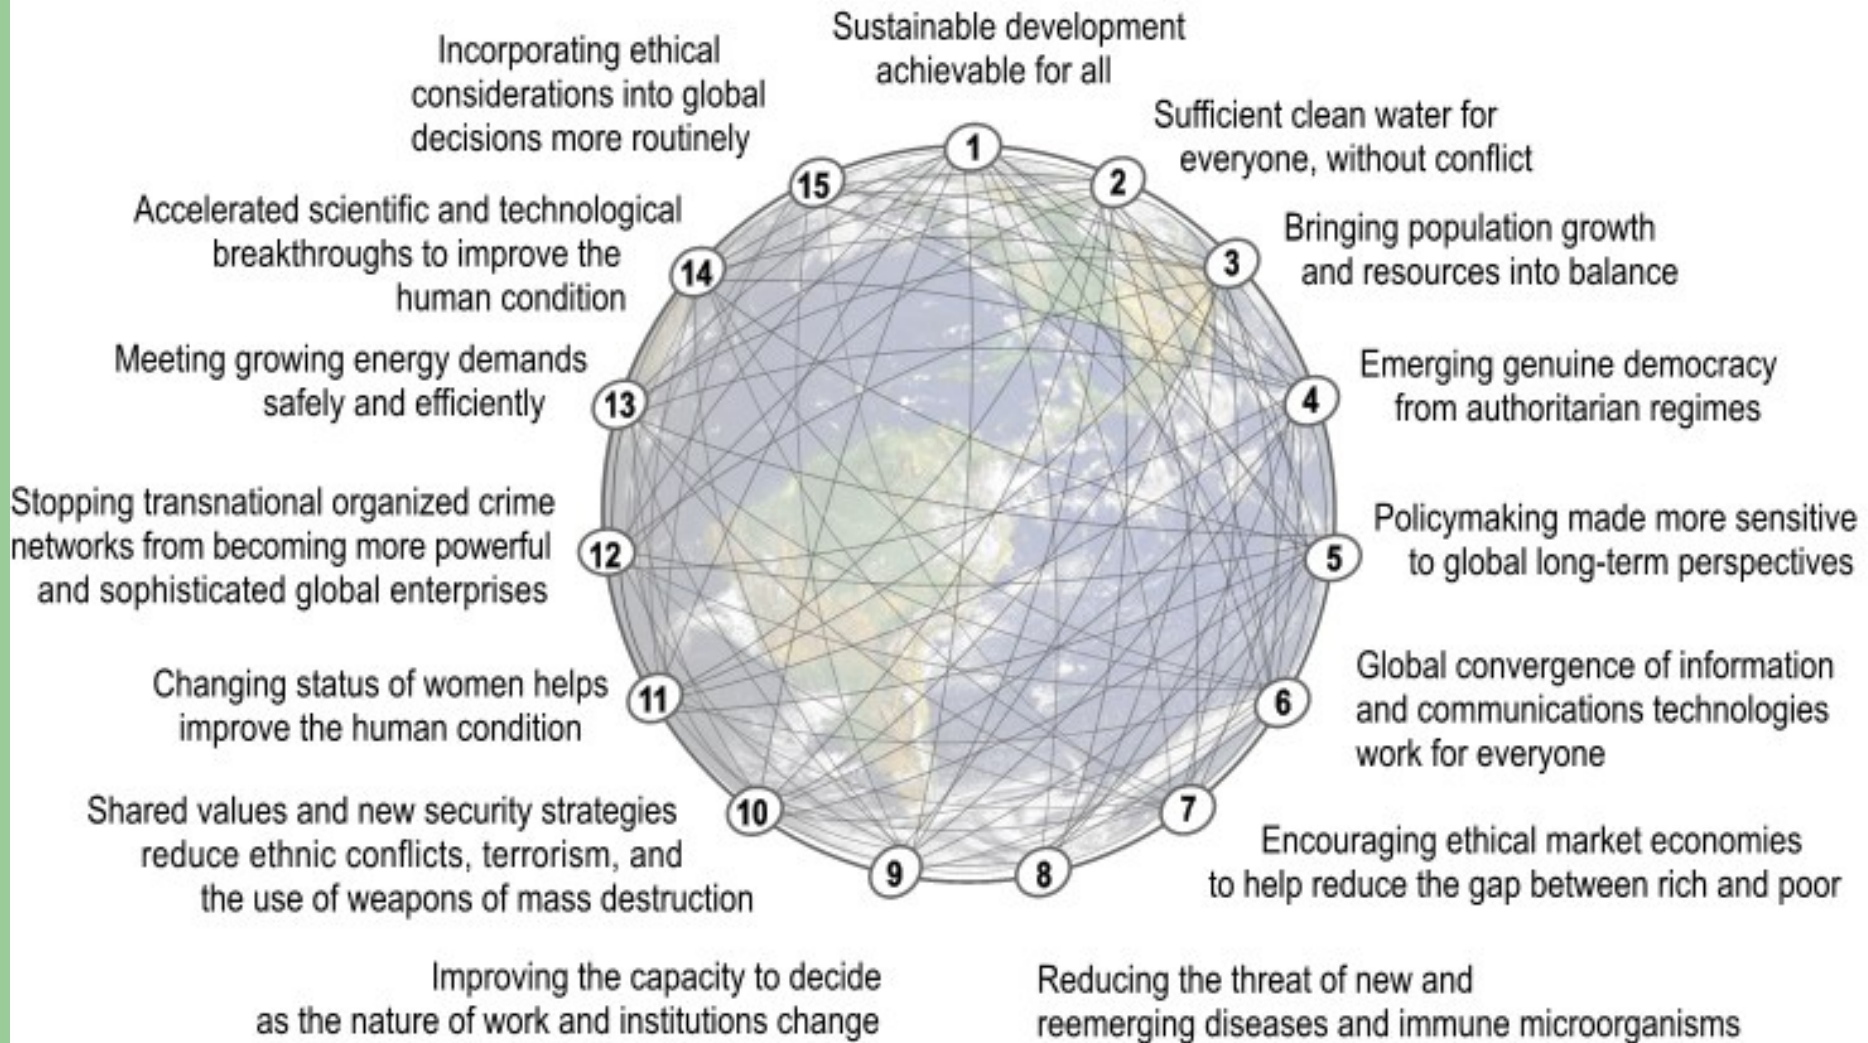 Sustainable development
achievable for all
1
Sufficient clean water for
everyone, without conflict
2
Bringing population growth
and resources into balance
3
Emerging genuine democracy
from authoritarian regimes
4
Policymaking made more sensitive
to global long-term perspectives
5
Global convergence of information
and communications technologies
work for everyone
6
Encouraging ethical market economies
to help reduce the gap between rich and poor
7
Reducing the threat of new and
reemerging diseases and immune microorganisms
8
Improving the capacity to decide
as the nature of work and institutions change
9
Shared values and new security strategies
reduce ethnic conflicts, terrorism, and
the use of weapons of mass destruction
10
Changing status of women helps
improve the human condition
11
Stopping transnational organized crime
networks from becoming more powerful
and sophisticated global enterprises
12
Meeting growing energy demands
safely and efficiently
13
Accelerated scientific and technological
breakthroughs to improve the
human condition
14
Incorporating ethical
considerations into global
decisions more routinely
15